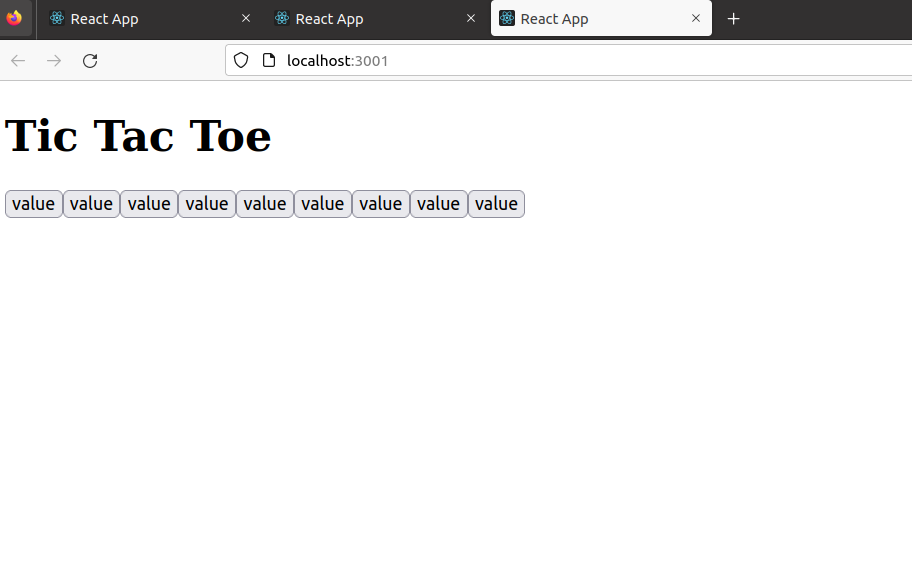 React App React App React App
localhost:3001
Tic Tac Toe
value value value value value value value value value